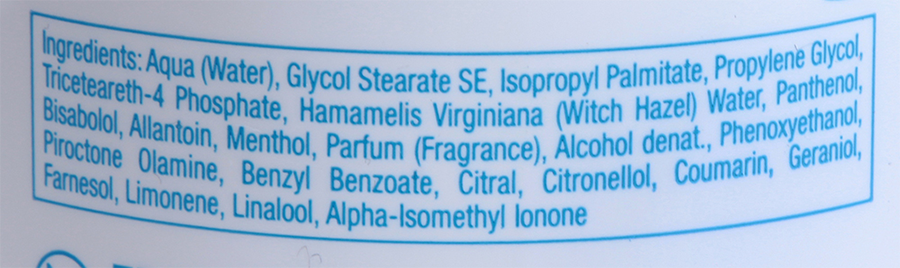 Ingredients: Aqua (Water), Glycol Stearate SE, Isopropyl Palmitate, Propylene Glycol,
Triceteareth-4 Phosphate, Hamamelis Virginiana (Witch Hazel) Water, Panthenol,
Bisabolol, Allantoin, Menthol, Parfum (Fragrance), Alcohol denat., Phenoxyethanol,
Piroctone Olamine, Benzyl Benzoate, Citral, Citronellol, Coumarin, Geraniol,
Farnesol, Limonene, Linalool, Alpha-Isomethyl Ionone